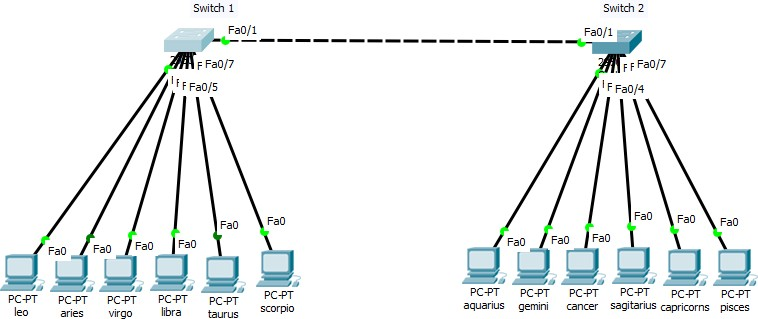 Switch 1
Switch 2
Fa0/1
Fa0/1
Fa0/7
Fa0/5
Fa0/7
Fa0/4
Fa0
Fa0
Fa0
Fa0
Fa0
Fa0
Fa0
Fa0
Fa0
Fa0
Fa0
Fa0
PC-PT
leo
PC-PT
aries
PC-PT
virgo
PC-PT
libra
PC-PT
taurus
PC-PT
scorpio
PC-PT
aquarius
PC-PT
gemini
PC-PT
cancer
PC-PT
sagitarius
PC-PT
capricorns
PC-PT
pisces